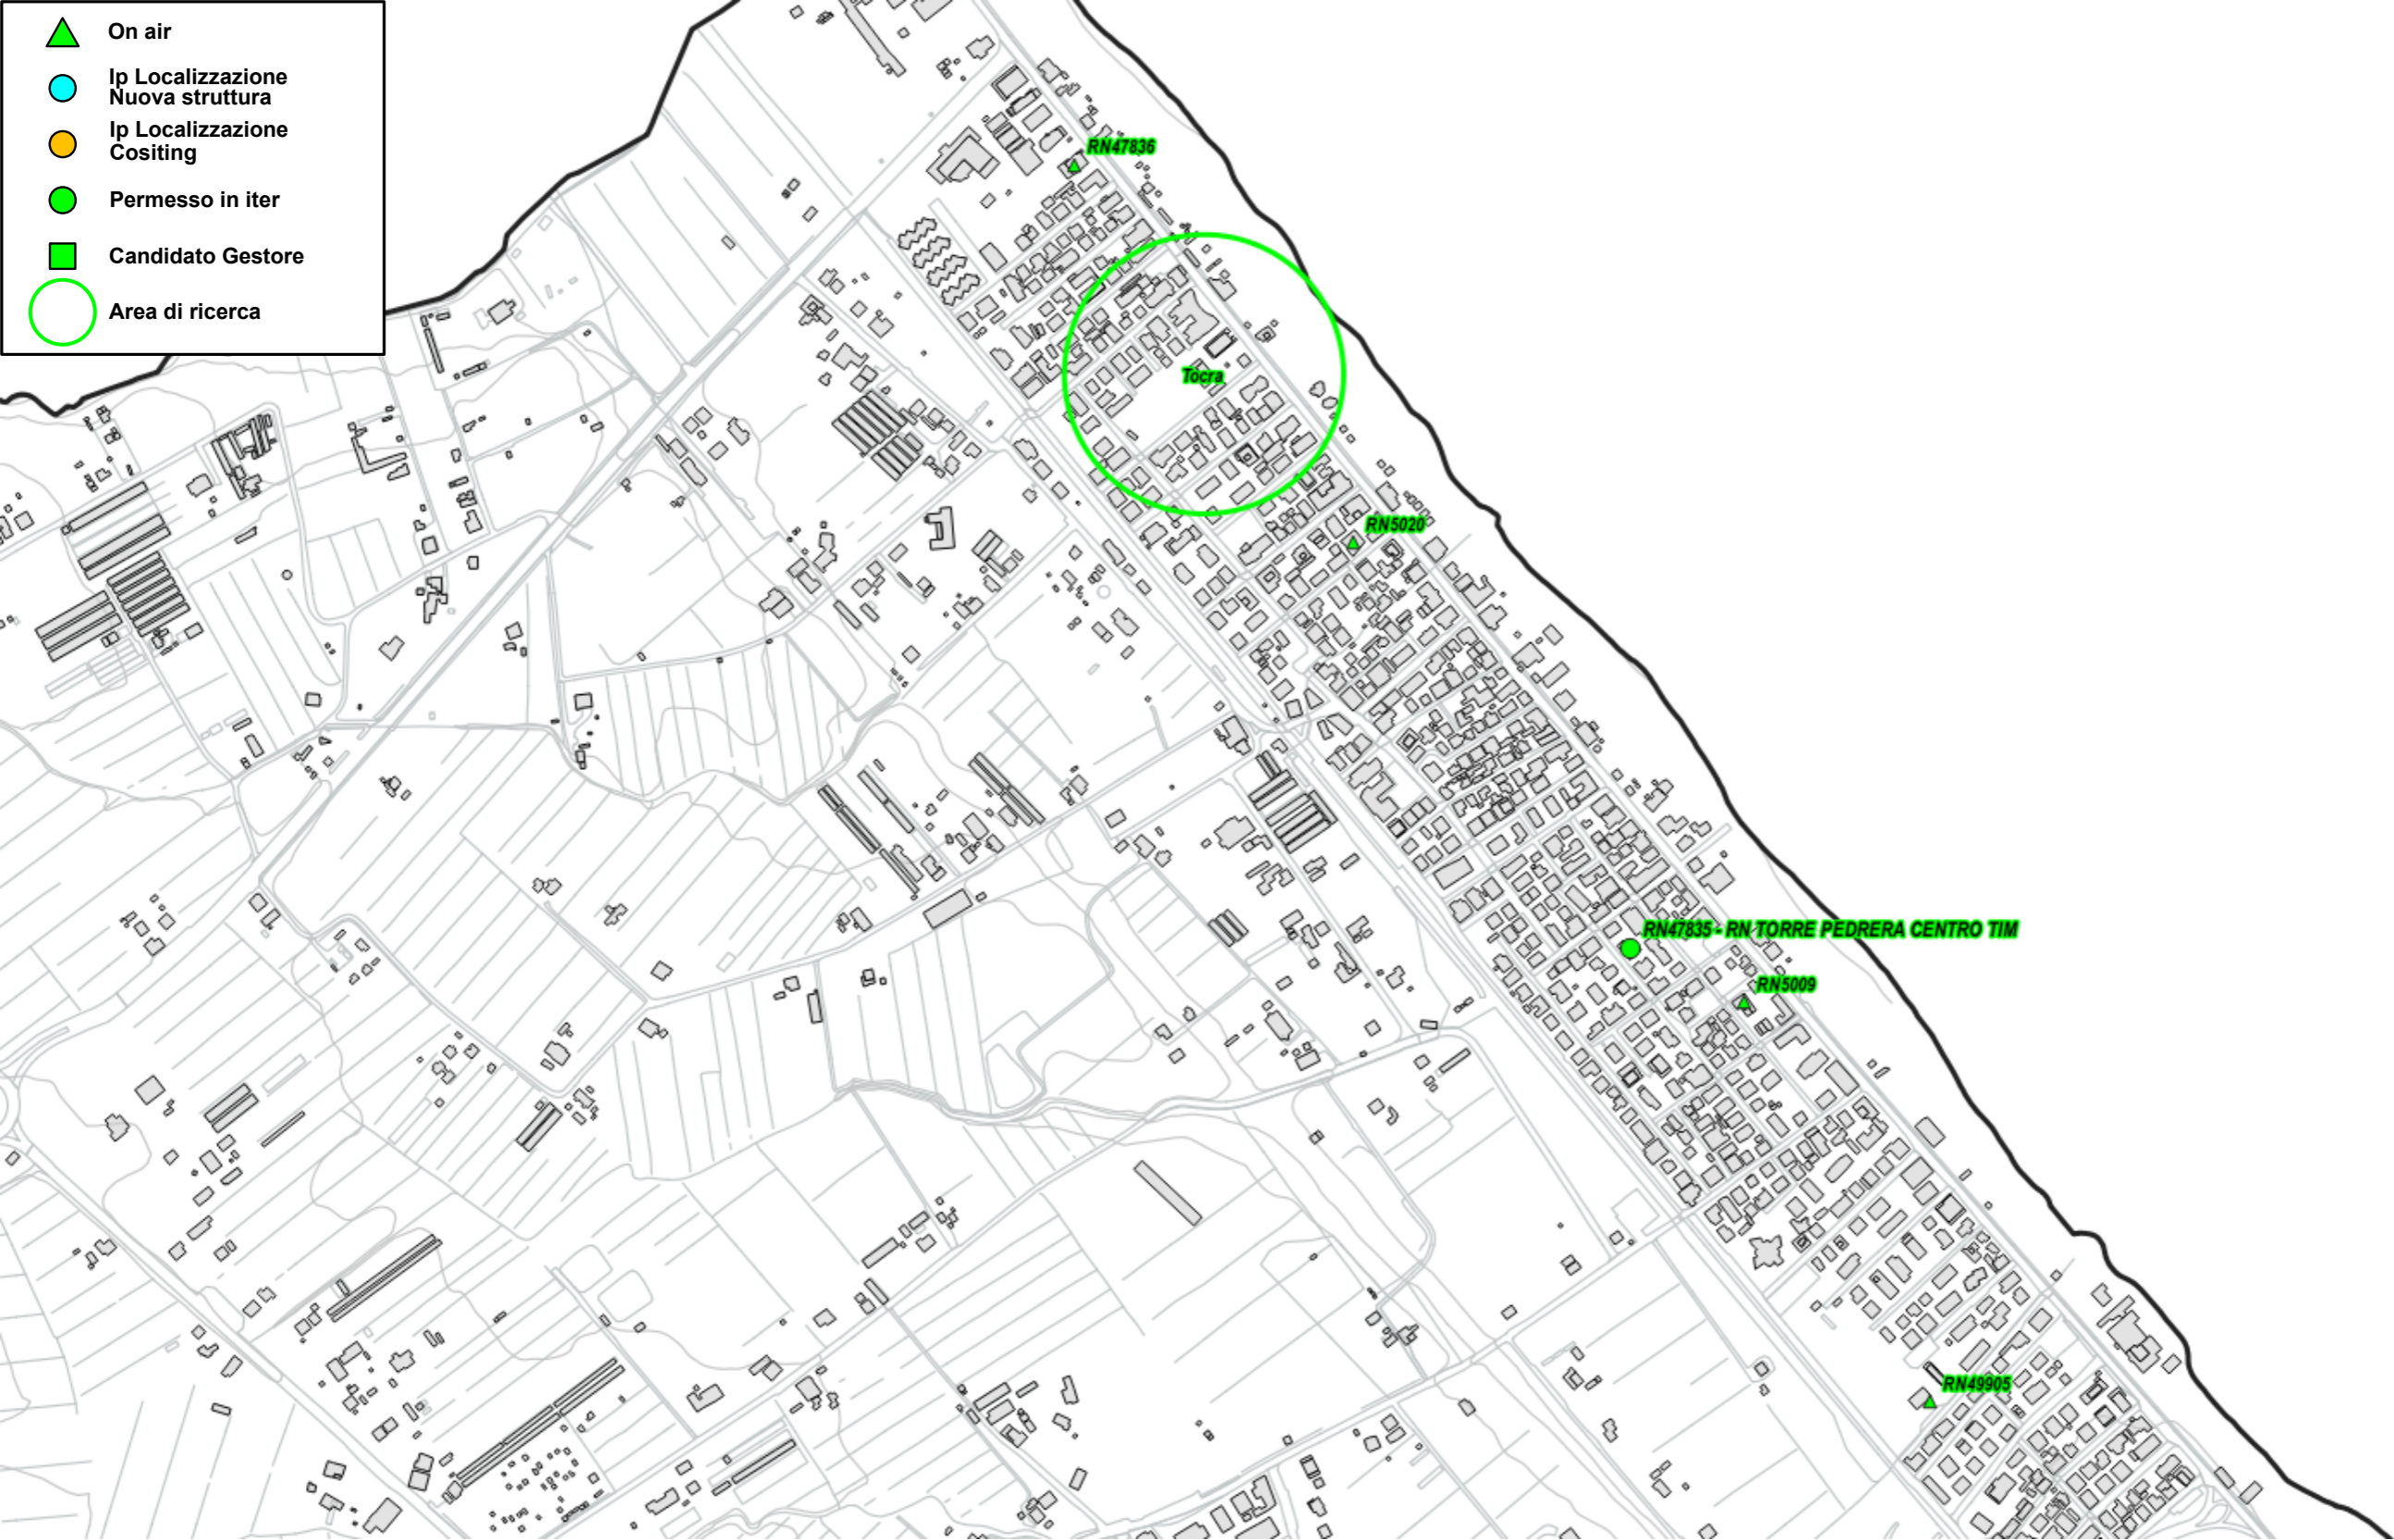 On air
Ip Localizzazione
Nuova struttura
Ip Localizzazione
Cositing
Permesso in iter
Candidato Gestore
Area di ricerca
RN47836
Tocra
RN5020
RN47835 - RN TORRE PEDRERA CENTRO TIM
RN5009
RN49905